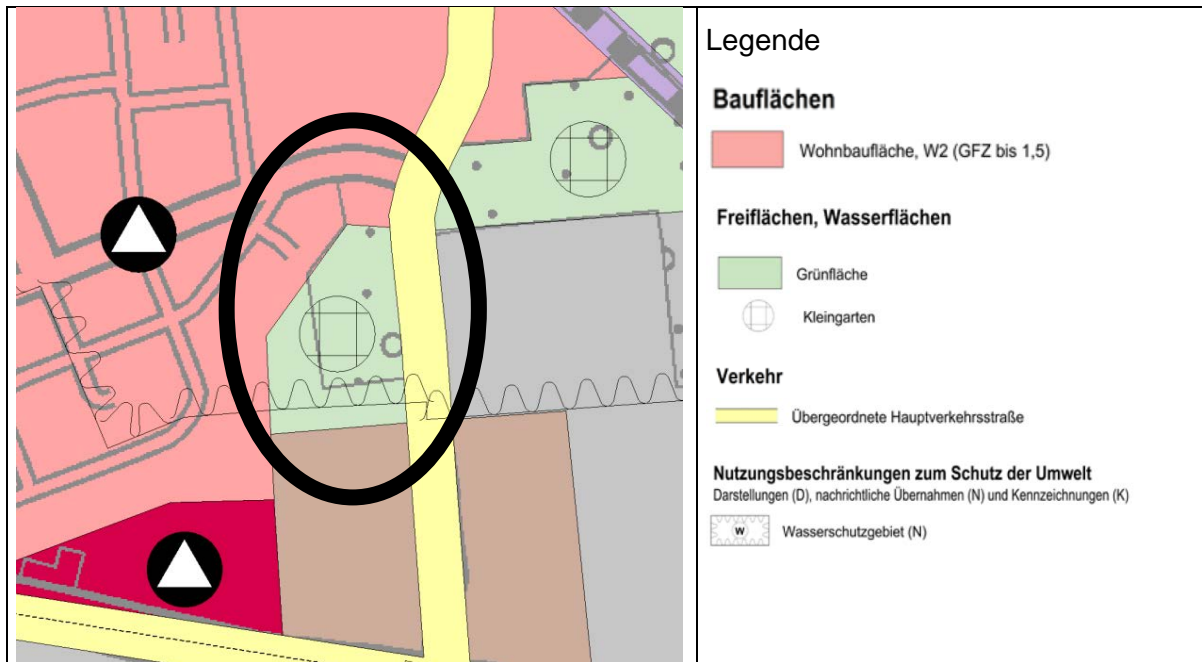 Legende
Bauflächen
Wohnbaufläche, W2 (GFZ bis 1,5)
Freiflächen, Wasserflächen
Grünfläche
Kleingarten
Verkehr
Übergeordnete Hauptverkehrsstraße
Nutzungsbeschränkungen zum Schutz der Umwelt
Darstellungen (D), nachrichtliche Übernahmen (N) und Kennzeichnungen (K)
W
Wasserschutzgebiet (N)